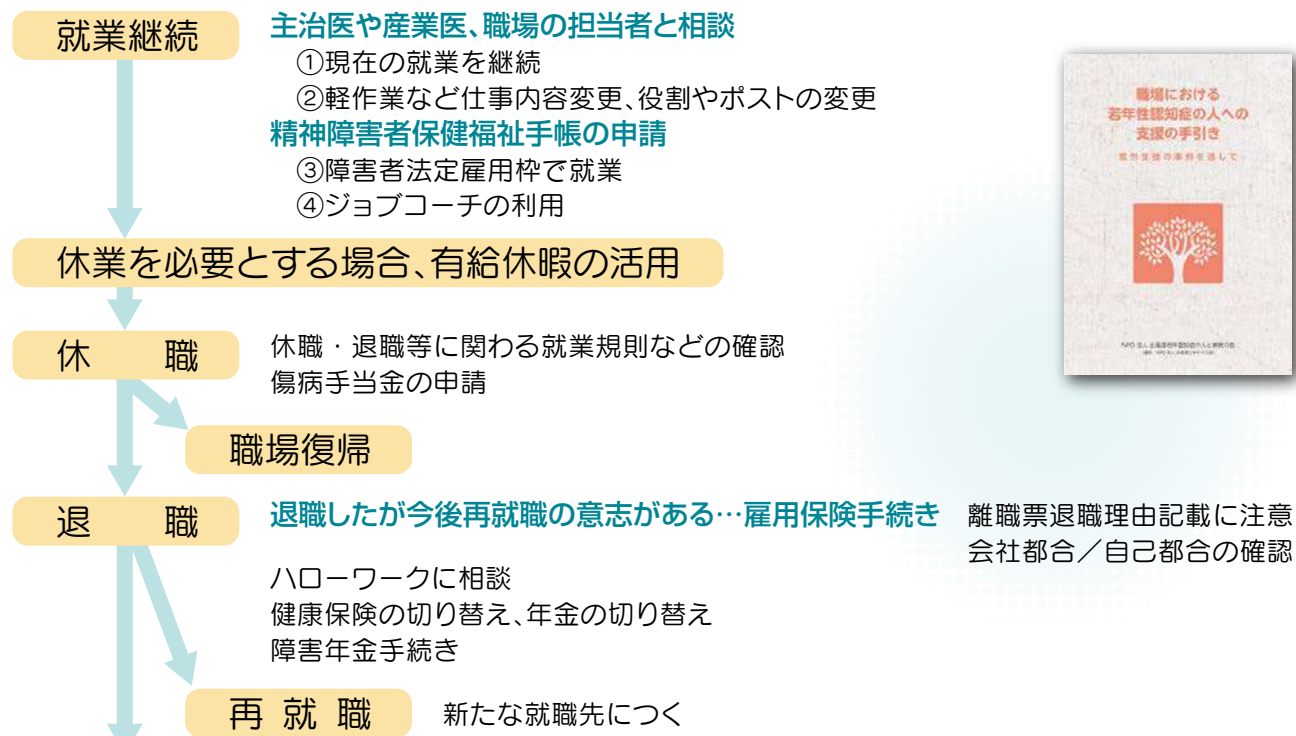 就業継続
主治医や産業医、職場の担当者と相談
①現在の就業を継続
②軽作業など仕事内容変更、役割やポストの変更
精神障害者保健福祉手帳の申請
③障害者法定雇用枠で就業
④ジョブコーチの利用
職場における
若年性認知症の人への
支援の手引き
休業を必要とする場合、有給休暇の活用
休 職
休職・退職等に関わる就業規則などの確認
傷病手当金の申請
職場復帰
退 職
退職したが今後再就職の意志がある…雇用保険手続き
離職票退職理由記載に注意
会社都合／自己都合の確認
ハローワークに相談
健康保険の切り替え、年金の切り替え
障害年金手続き
再 就 職
新たな就職先につく